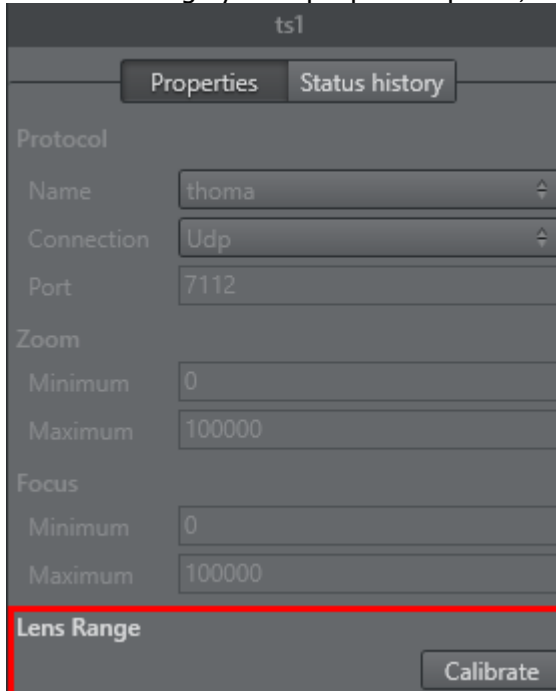 ts1
Properties Status history
Protocol
Name thoma
Connection Udp
Port 7112
Zoom
Minimum 0
Maximum 100000
Focus
Minimum 0
Maximum 100000
Lens Range
Calibrate